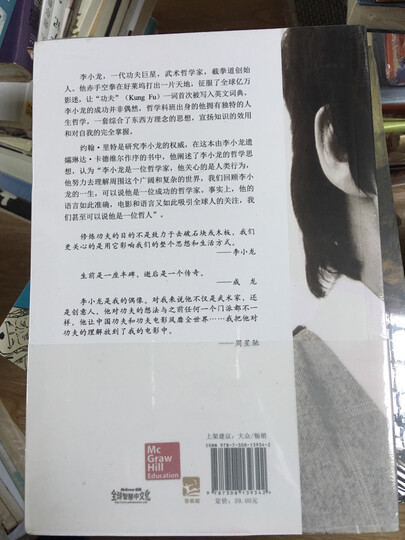 李小龙，一代功夫巨星，武术哲学家，截拳道创始
人。他赤手空拳在好莱坞打出一片天地，征服了全球亿万
影迷，让“功夫”（Kung Fu）一词首次被写入英文词典。
李小龙的成功并非偶然，哲学科班出身的他拥有独特的人
生哲学，一套综合了东西方理念的思想，宣扬知识的效用
和对自我的完全掌握。
约翰·里特是研究李小龙的权威，在这本由李小龙遗
孀琳达·卡德维尔作序的书中，他阐述了李小龙的哲学思
想，认为“李小龙是一位哲学家，他关心的是人类行为，
他努力去理解周围这个广阔和复杂的世界，我们回顾李小
龙的一生，可以说他是一位成功的哲学家。事实上，他的
语言如此准确，电影和语言又如此吸引全球人的关注，我
们甚至可以说他是一位哲人”。
修炼功夫的目的不是致力于击破石块或木板，我们
更关心的是用它影响我们的整个思想和生活方式。
——李小龙
生前是一座丰碑，逝后是一个传奇。
——成 龙
李小龙是我的偶像。对我来说他不仅是武术家，还
是创意人。他对功夫的想法与之前任何一个门派都不一
样，他让中国功夫和功夫电影风靡全世界……我把他对
功夫的理解放到了我的电影中。
——周星驰
上架建议：大众/畅销
ISBN 978-7-308-13934-2
9 787308 139342
定价：39.00元
Mc
Graw
Hill
Education
全球智慧中文化